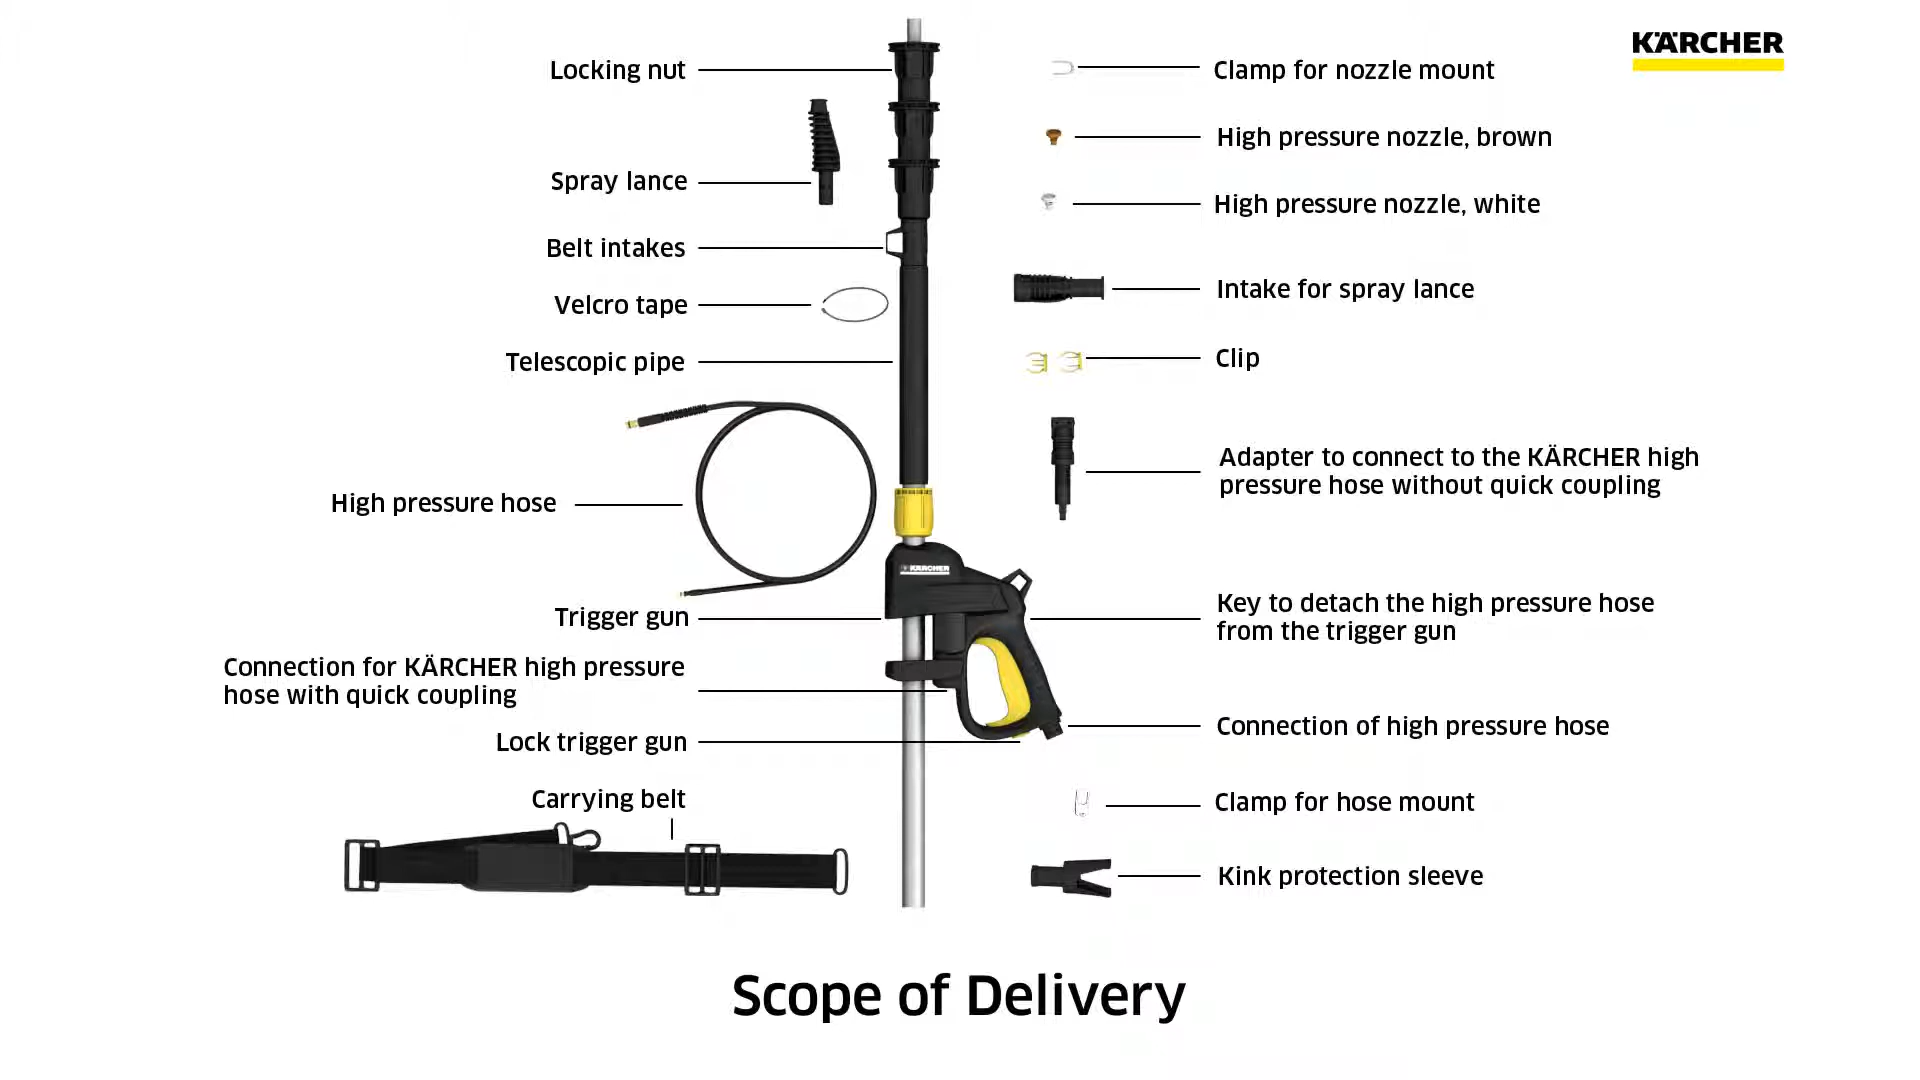 KÄRCHER
Locking nut
Spray lance
Belt intakes
Velcro tape
Telescopic pipe
High pressure hose
Trigger gun
Connection for KÄRCHER high pressure
hose with quick coupling
Lock trigger gun
Carrying belt
KÄRCHER
Clamp for nozzle mount
High pressure nozzle, brown
High pressure nozzle, white
Intake for spray lance
Clip
Adapter to connect to the KÄRCHER high
pressure hose without quick coupling
Key to detach the high pressure hose
from the trigger gun
Connection of high pressure hose
Clamp for hose mount
Kink protection sleeve
Scope of Delivery